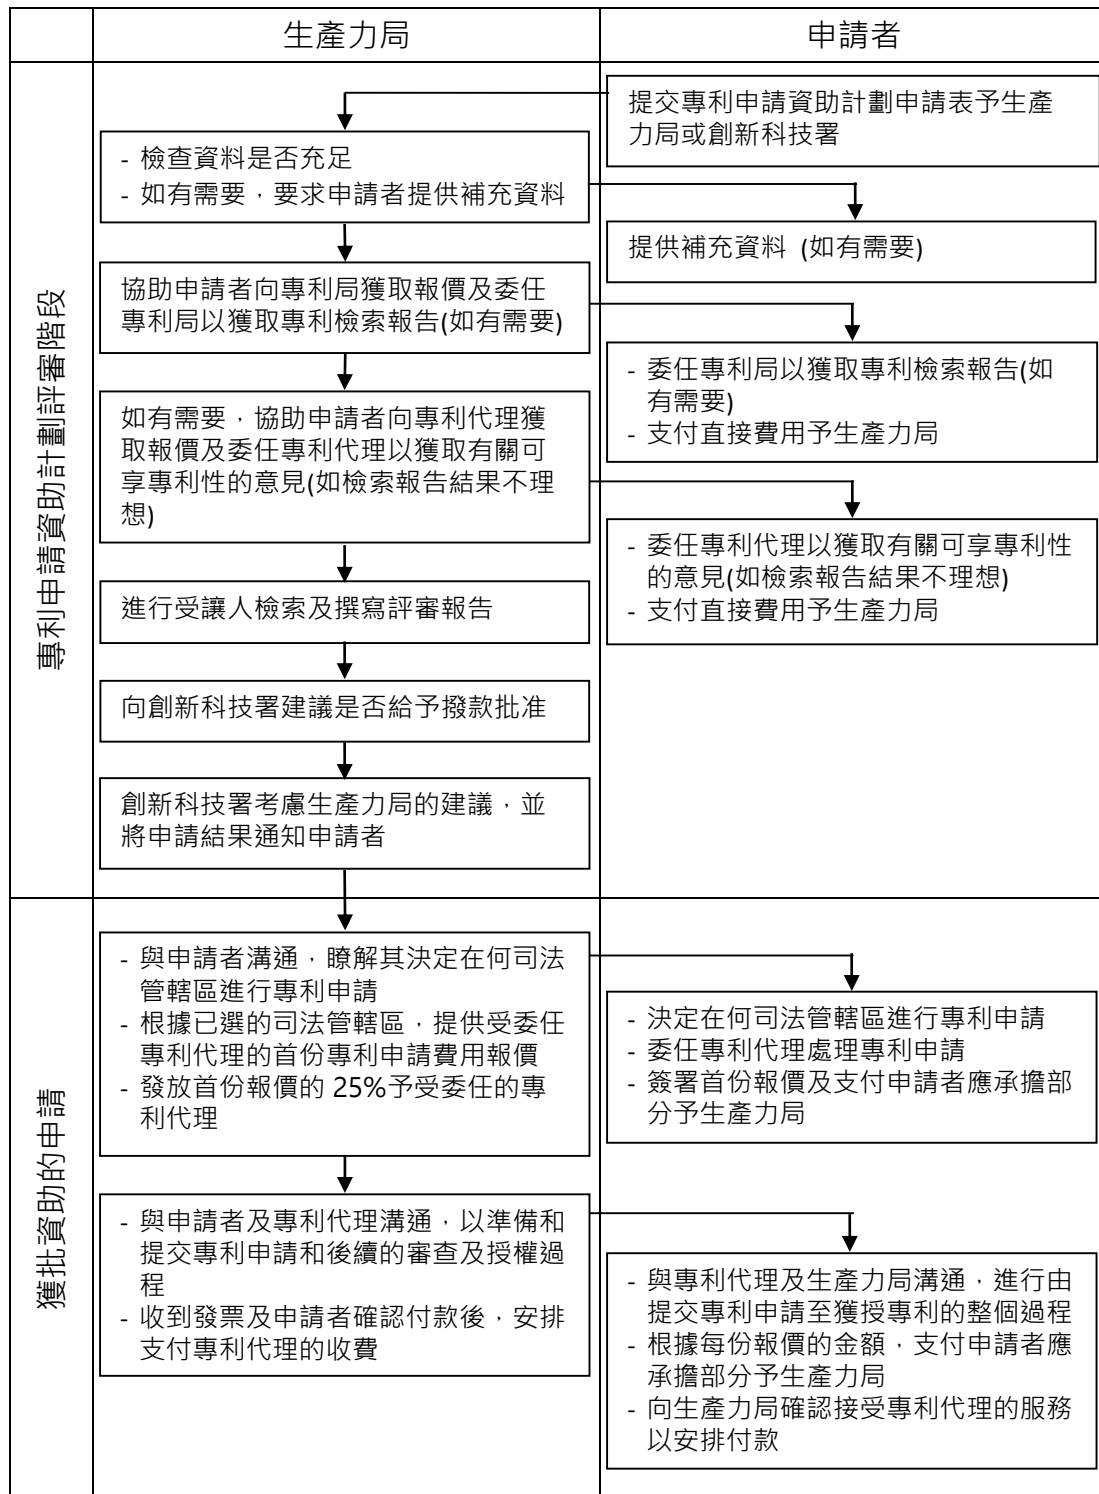 生產力局
申請者
專利申請資助計劃評審階段
提交專利申請資助計劃申請表予生產
力局或創新科技署
- 檢查資料是否充足
- 如有需要，要求申請者提供補充資料
提供補充資料 (如有需要)
協助申請者向專利局獲取報價及委任
專利局以獲取專利檢索報告(如有需要)
- 委任專利局以獲取專利檢索報告(如
有需要)
- 支付直接費用予生產力局
如有需要，協助申請者向專利代理獲
取報價及委任專利代理以獲取有關可
享專利性的意見(如檢索報告結果不理
想)
- 委任專利代理以獲取有關可享專利性
的意見(如檢索報告結果不理想)
- 支付直接費用予生產力局
進行受讓人檢索及撰寫評審報告
向創新科技署建議是否給予撥款批准
創新科技署考慮生產力局的建議，並
將申請結果通知申請者
獲批資助的申請
- 與申請者溝通，瞭解其決定在何司法
管轄區進行專利申請
- 根據已選的司法管轄區，提供受委任
專利代理的首份專利申請費用報價
- 發放首份報價的 25%予受委任的專
利代理
- 決定在何司法管轄區進行專利申請
- 委任專利代理處理專利申請
- 簽署首份報價及支付申請者應承擔部
分予生產力局
- 與申請者及專利代理溝通，以準備和
提交專利申請和後續的審查及授權過
程
- 收到發票及申請者確認付款後，安排
支付專利代理的收費
- 與專利代理及生產力局溝通，進行由
提交專利申請至獲授專利的整個過程
- 根據每份報價的金額，支付申請者應
承擔部分予生產力局
- 向生產力局確認接受專利代理的服務
以安排付款